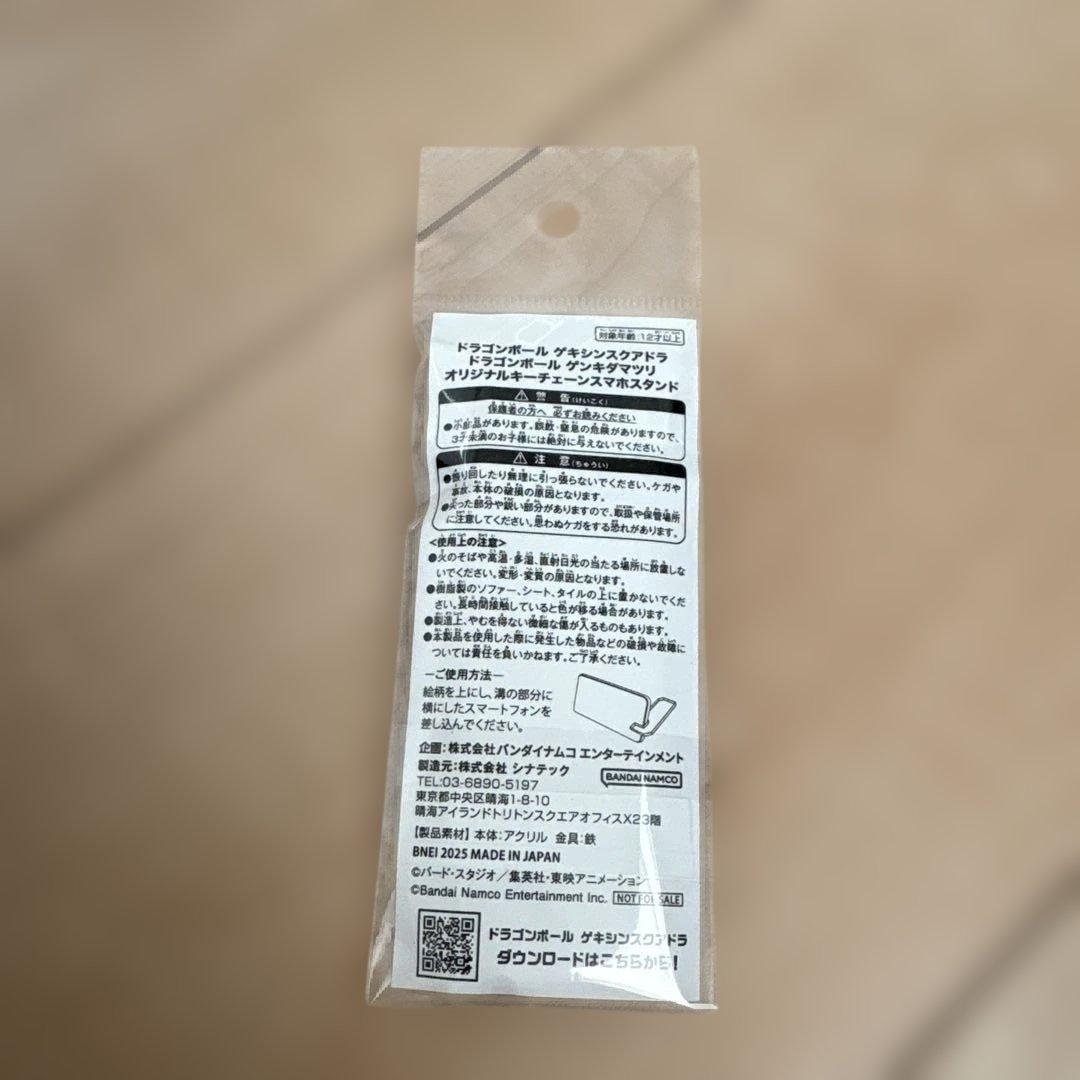 対象年齢:12才以上
ドラゴンボール ゲキシンスクアドラ
ドラゴンボール ゲンキダマツリ
オリジナルキーチェーンスマホスタンド
⚠ 警 告(けいこく)
保護者の方へ 必ずお読みください
●小部品があります。誤飲・窒息の危険がありますので、
3才未満のお子様には絶対に与えないでください。
⚠ 注 意(ちゅうい)
●振り回したり無理に引っ張らないでください。ケガや
事故、本体の破損の原因となります。
●尖った部分や鋭い部分がありますので、取扱や保管場所
に注意してください。思わぬケガをする恐れがあります。
<使用上の注意>
●火のそばや高温・多湿、直射日光の当たる場所に放置しな
いでください。変形・変質の原因となります。
●樹脂製のソファー、シート、タイルの上に置かないでくだ
さい。長時間接触していると色が移る場合があります。
●製造上、やむを得ない微細な傷が入るものもあります。
●本製品を使用した際に発生した物品などの破損や故障に
ついては責任を負いかねます。ご了承ください。
―ご使用方法―
絵柄を上にし、溝の部分に
横にしたスマートフォンを
差し込んでください。
企画:株式会社バンダイナムコ エンターテインメント
製造元:株式会社 シナテック
BANDAI NAMCO
TEL:03-6890-5197
東京都中央区晴海1-8-10
晴海アイランドトリトンスクエアオフィスX23階
【製品素材】本体:アクリル 金具:鉄
BNEI 2025 MADE IN JAPAN
©バード・スタジオ/集英社・東映アニメーション
©Bandai Namco Entertainment Inc. NOT FOR SALE
ドラゴンボール ゲキシンスクアドラ
ダウンロードはこちらから!